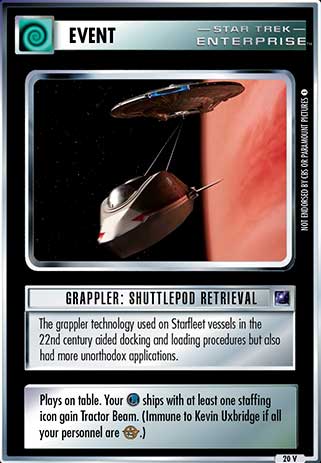 EVENT
STAR TREK
ENTERPRISE™
NOT ENDORSED BY CBS OR PARAMOUNT PICTURES
GRAPPLER: SHUTTLEPOD RETRIEVAL
The grappler technology used on Starfleet vessels in the
22nd century aided docking and loading procedures but also
had more unorthodox applications.
Plays on table. Your ships with at least one staffing
icon gain Tractor Beam. (Immune to Kevin Uxbridge if all
your personnel are .)
20 V